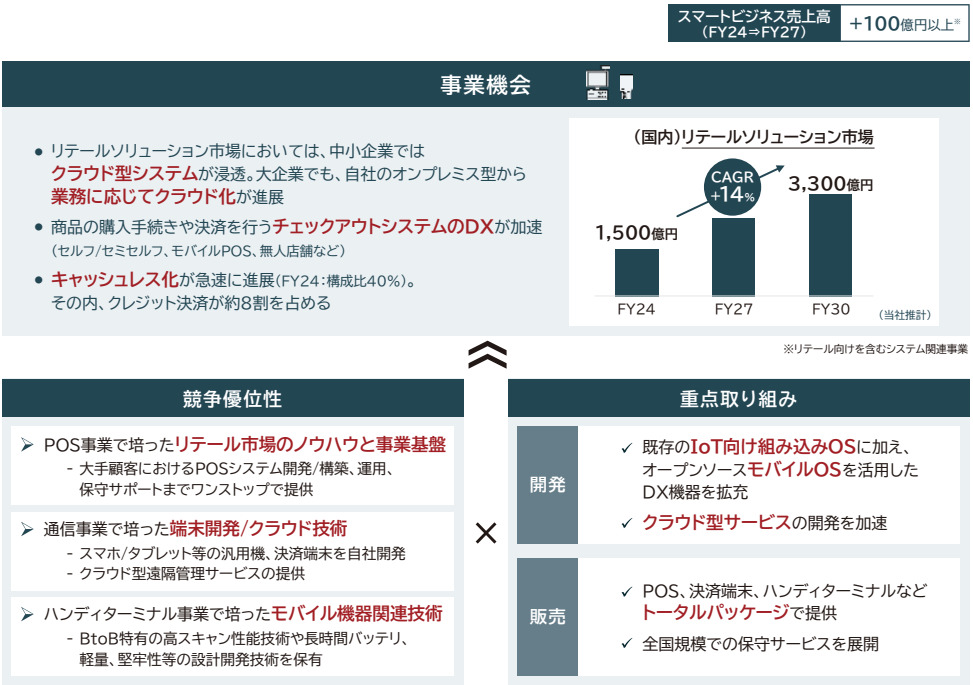 スマートビジネス売上高
(FY24⇒FY27)
+100億円以上※
事業機会
● リテールソリューション市場においては、中小企業では
クラウド型システムが浸透。大企業でも、自社のオンプレミス型から
業務に応じてクラウド化が進展
● 商品の購入手続きや決済を行うチェックアウトシステムのDXが加速
(セルフ/セミセルフ、モバイルPOS、無人店舗など)
● キャッシュレス化が急速に進展(FY24:構成比40%)。
その内、クレジット決済が約8割を占める
(国内)リテールソリューション市場
CAGR
+14%
3,300億円
1,500億円
FY24
FY27
FY30
(当社推計)
※リテール向けを含むシステム関連事業
競争優位性
➢ POS事業で培ったリテール市場のノウハウと事業基盤
- 大手顧客におけるPOSシステム開発/構築、運用、
保守サポートまでワンストップで提供
➢ 通信事業で培った端末開発/クラウド技術
- スマホ/タブレット等の汎用機、決済端末を自社開発
- クラウド型遠隔管理サービスの提供
➢ ハンディターミナル事業で培ったモバイル機器関連技術
- BtoB特有の高スキャン性能技術や長時間バッテリ、
軽量、堅牢性等の設計開発技術を保有
×
重点取り組み
開発
✓ 既存のIoT向け組み込みOSに加え、
オープンソースモバイルOSを活用した
DX機器を拡充
✓ クラウド型サービスの開発を加速
販売
✓ POS、決済端末、ハンディターミナルなど
トータルパッケージで提供
✓ 全国規模での保守サービスを展開